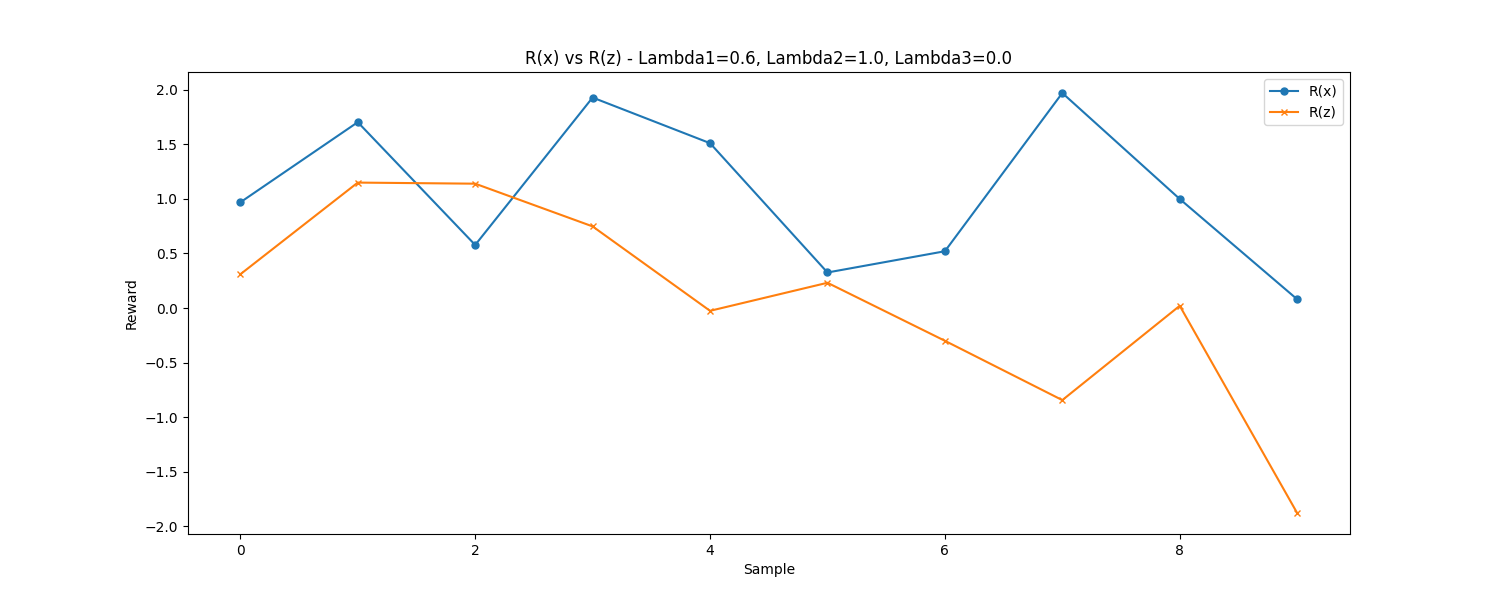 R(x) vs R(z) - Lambda1=0.6, Lambda2=1.0, Lambda3=0.0
R(x)
R(z)
Reward
2.0
1.5
1.0
0.5
0.0
−0.5
−1.0
−1.5
−2.0
0 2 4 6 8
Sample